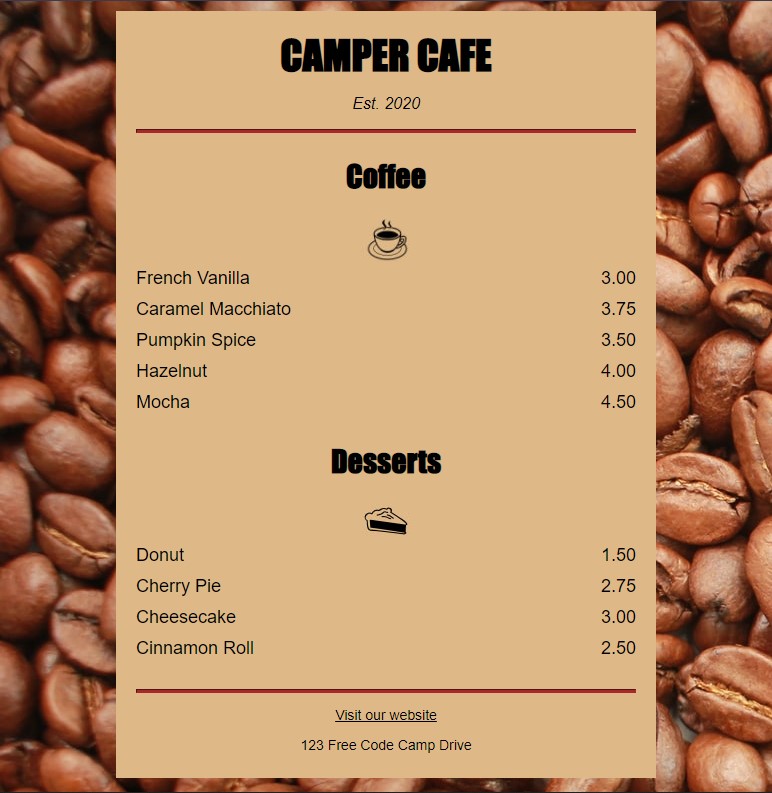 CAMPER CAFE
Est. 2020
Coffee
French Vanilla 3.00
Caramel Macchiato 3.75
Pumpkin Spice 3.50
Hazelnut 4.00
Mocha 4.50
Desserts
Donut 1.50
Cherry Pie 2.75
Cheesecake 3.00
Cinnamon Roll 2.50
Visit our website
123 Free Code Camp Drive